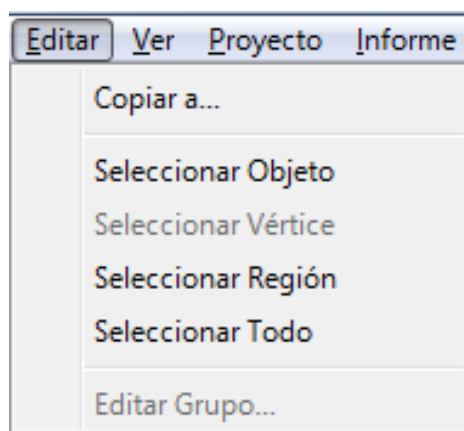 Editar Ver Proyecto Informe
Copiar a...
Seleccionar Objeto
Seleccionar Vértice
Seleccionar Región
Seleccionar Todo
Editar Grupo...